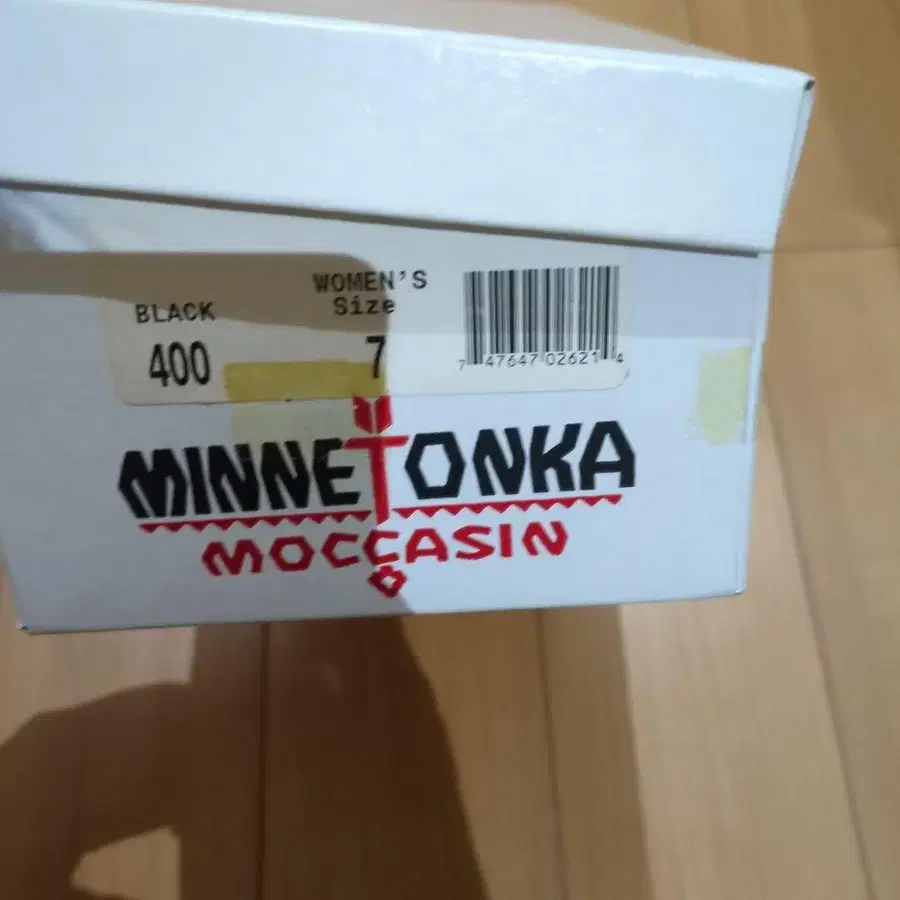 WOMEN'S
BLACK Size
400 7
7 47647 02621 4
MINNETONKA
MOCCASIN